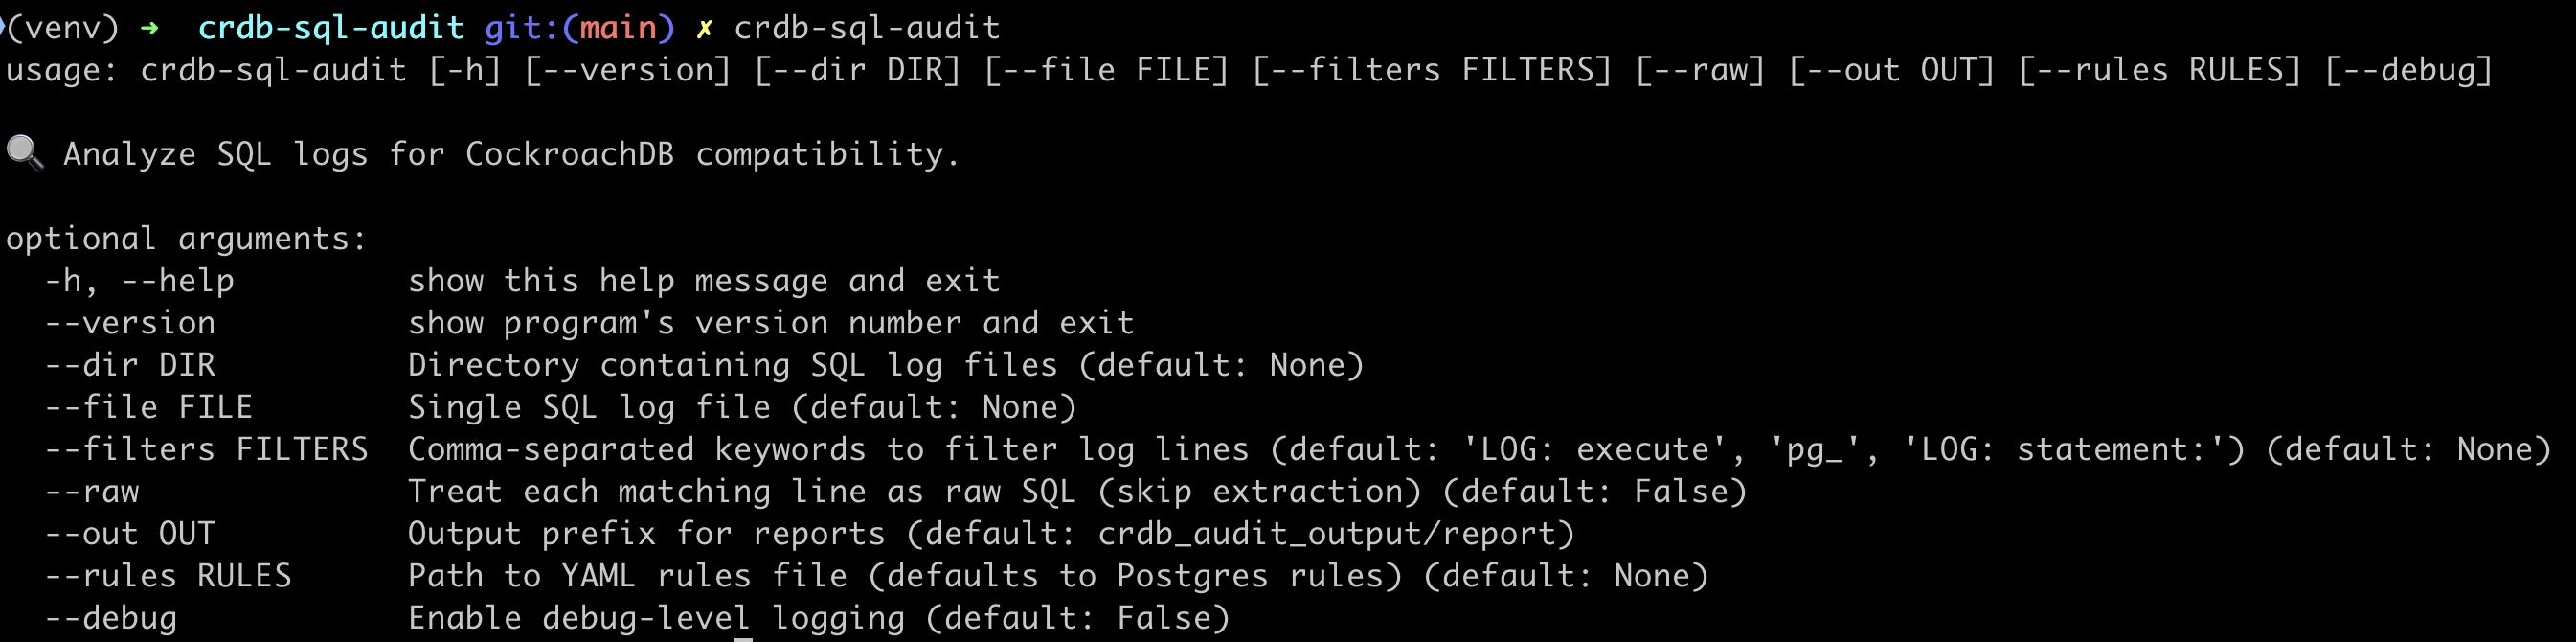 (venv) ➜  crdb-sql-audit git:(main) ✗ crdb-sql-audit
usage: crdb-sql-audit [-h] [--version] [--dir DIR] [--file FILE] [--filters FILTERS] [--raw] [--out OUT] [--rules RULES] [--debug]
🔍 Analyze SQL logs for CockroachDB compatibility.
optional arguments:
  -h, --help         show this help message and exit
  --version          show program's version number and exit
  --dir DIR          Directory containing SQL log files (default: None)
  --file FILE        Single SQL log file (default: None)
  --filters FILTERS  Comma-separated keywords to filter log lines (default: 'LOG: execute', 'pg_', 'LOG: statement:') (default: None)
  --raw              Treat each matching line as raw SQL (skip extraction) (default: False)
  --out OUT          Output prefix for reports (default: crdb_audit_output/report)
  --rules RULES      Path to YAML rules file (defaults to Postgres rules) (default: None)
  --debug            Enable debug-level logging (default: False)